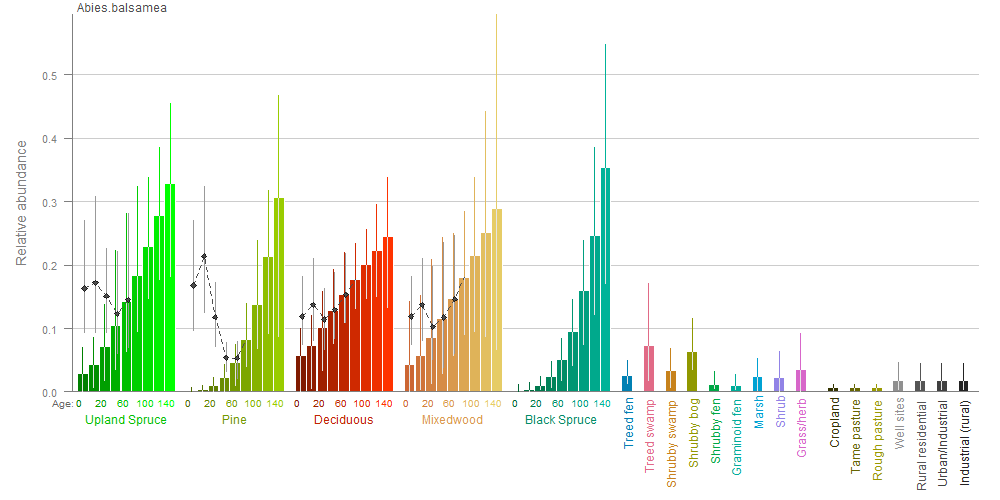 Abies.balsamea
Relative abundance
0.5
0.4
0.3
0.2
0.1
0.0
Age: 0 20 60 100 140 0 20 60 100 140 0 20 60 100 140 0 20 60 100 140 0 20 60 100 140
Upland Spruce Pine Deciduous Mixedwood Black Spruce
Treed fen
Treed swamp
Shrubby swamp
Shrubby bog
Shrubby fen
Graminoid fen
Marsh
Shrub
Grass/herb
Cropland
Tame pasture
Rough pasture
Well sites
Rural residential
Urban/Industrial
Industrial (rural)